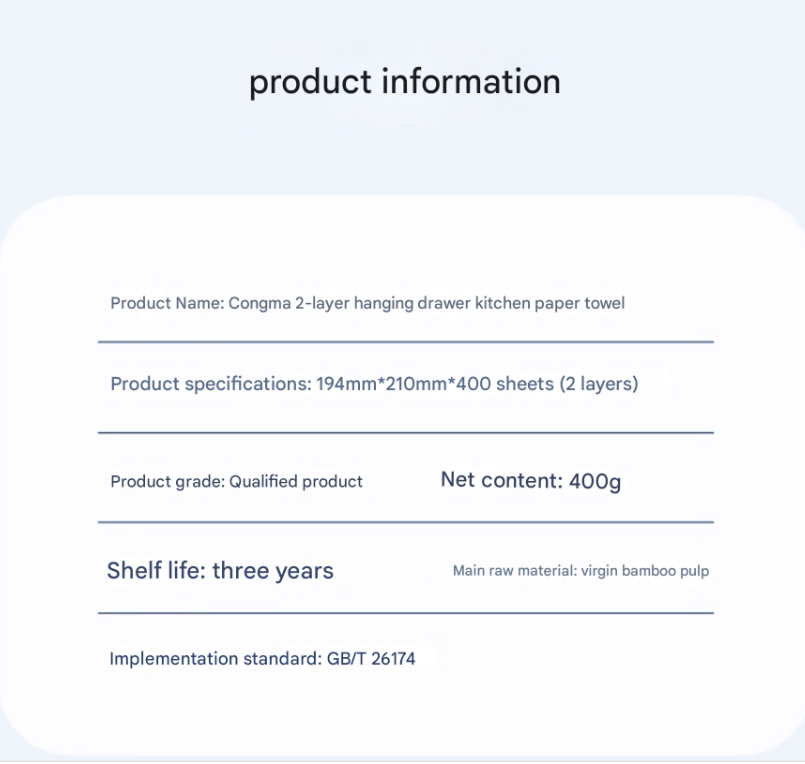 product information
Product Name: Congma 2-layer hanging drawer kitchen paper towel
Product specifications: 194mm*210mm*400 sheets (2 layers)
Product grade: Qualified product
Net content: 400g
Shelf life: three years
Main raw material: virgin bamboo pulp
Implementation standard: GB/T 26174